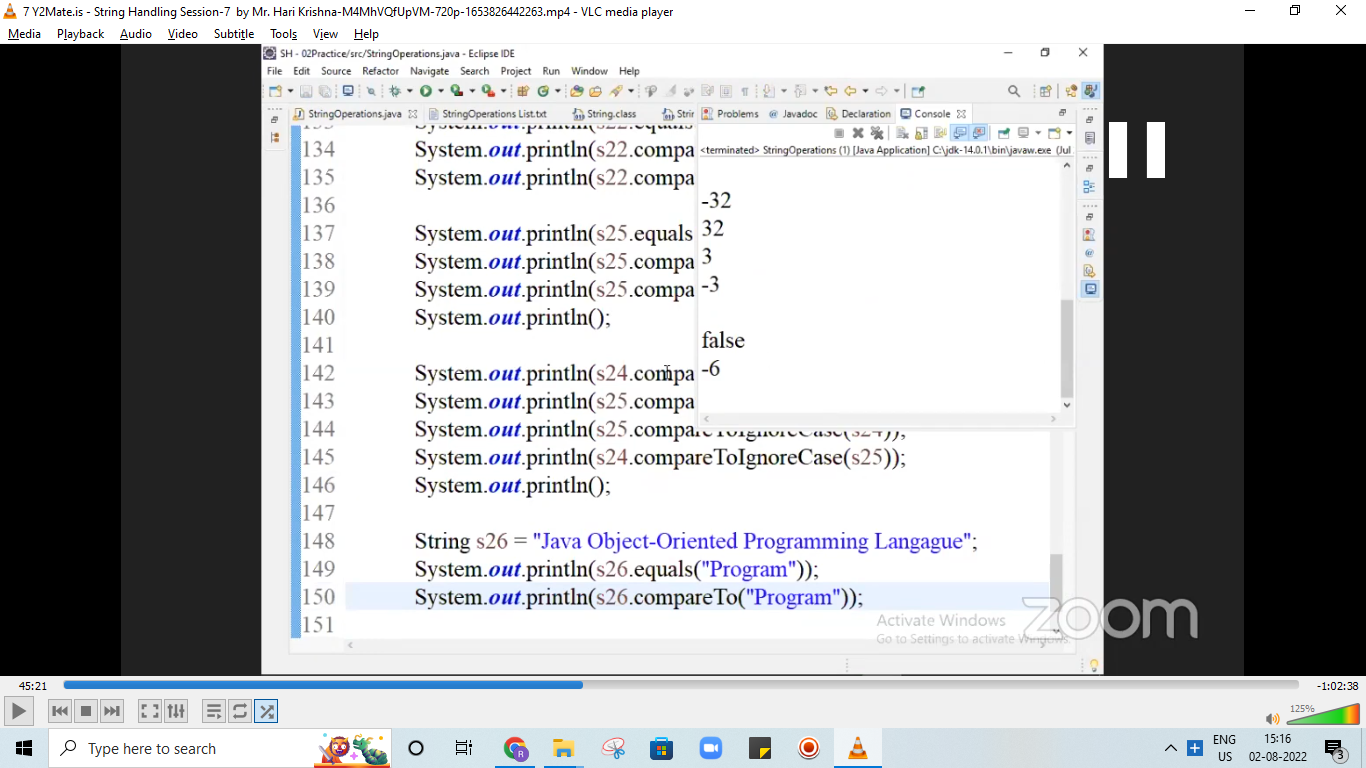 7 Y2Mate.is - String Handling Session-7 by Mr. Hari Krishna-M4MhVQfUpVM-720p-1653826442263.mp4 - VLC media player
Media Playback Audio Video Subtitle Tools View Help
SH - 02Practice/src/StringOperations.java - Eclipse IDE
File Edit Source Refactor Navigate Search Project Run Window Help
StringOperations.java StringOperations List.txt String.class Stri Problems Javadoc Declaration Console
<terminated> StringOperations (1) [Java Application] C:\jdk-14.0.1\bin\javaw.exe (Jul
133 System.out.println(s22.equals
134 System.out.println(s22.compa
135 System.out.println(s22.compa
136
137 System.out.println(s25.equals
138 System.out.println(s25.compa
139 System.out.println(s25.compa
140 System.out.println();
141
142 System.out.println(s24.compa
143 System.out.println(s25.compa
144 System.out.println(s25.compareToIgnoreCase(s24));
145 System.out.println(s24.compareToIgnoreCase(s25));
146 System.out.println();
147
148 String s26 = "Java Object-Oriented Programming Langague";
149 System.out.println(s26.equals("Program"));
150 System.out.println(s26.compareTo("Program"));
151
-32
32
3
-3
false
-6
Activate Windows
Go to Settings to activate Windows.
zoom
45:21
-1:02:38
125%
Type here to search
R
ENG
US
15:16
02-08-2022
3